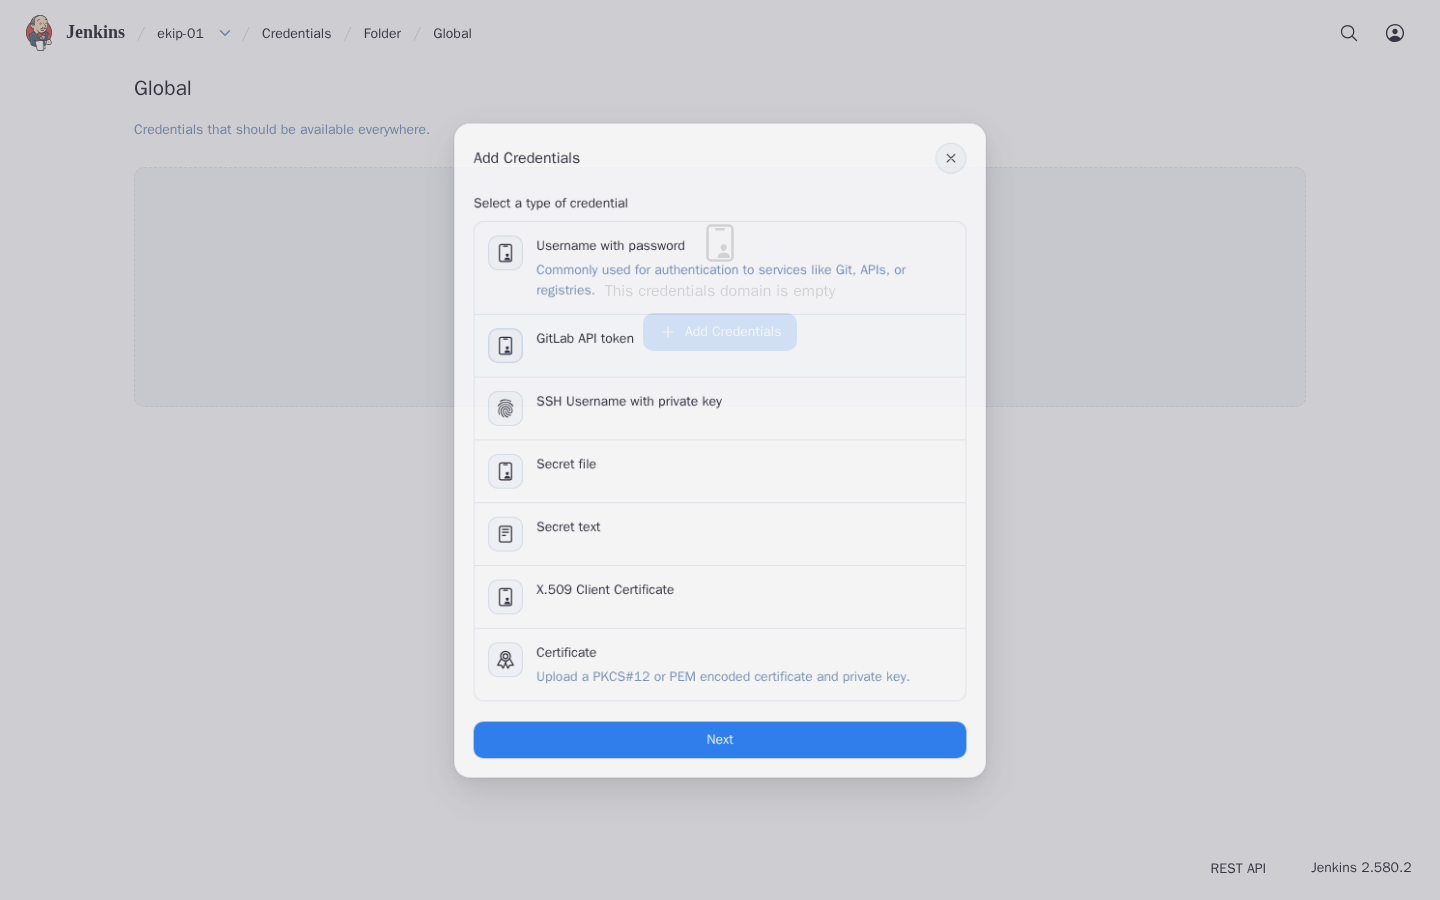 Jenkins / ekip-01 / Credentials / Folder / Global
Global
Credentials that should be available everywhere.
Add Credentials
Select a type of credential
Username with password
Commonly used for authentication to services like Git, APIs, or
registries.
This credentials domain is empty
Add Credentials
GitLab API token
SSH Username with private key
Secret file
Secret text
X.509 Client Certificate
Certificate
Upload a PKCS#12 or PEM encoded certificate and private key.
Next
REST API
Jenkins 2.580.2